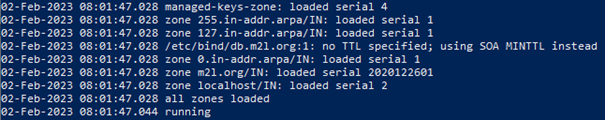 02-Feb-2023 08:01:47.028 managed-keys-zone: loaded serial 4
02-Feb-2023 08:01:47.028 zone 255.in-addr.arpa/IN: loaded serial 1
02-Feb-2023 08:01:47.028 zone 127.in-addr.arpa/IN: loaded serial 1
02-Feb-2023 08:01:47.028 /etc/bind/db.m2l.org:1: no TTL specified; using SOA MINTTL instead
02-Feb-2023 08:01:47.028 zone 0.in-addr.arpa/IN: loaded serial 1
02-Feb-2023 08:01:47.028 zone m2l.org/IN: loaded serial 2020122601
02-Feb-2023 08:01:47.028 zone localhost/IN: loaded serial 2
02-Feb-2023 08:01:47.028 all zones loaded
02-Feb-2023 08:01:47.044 running